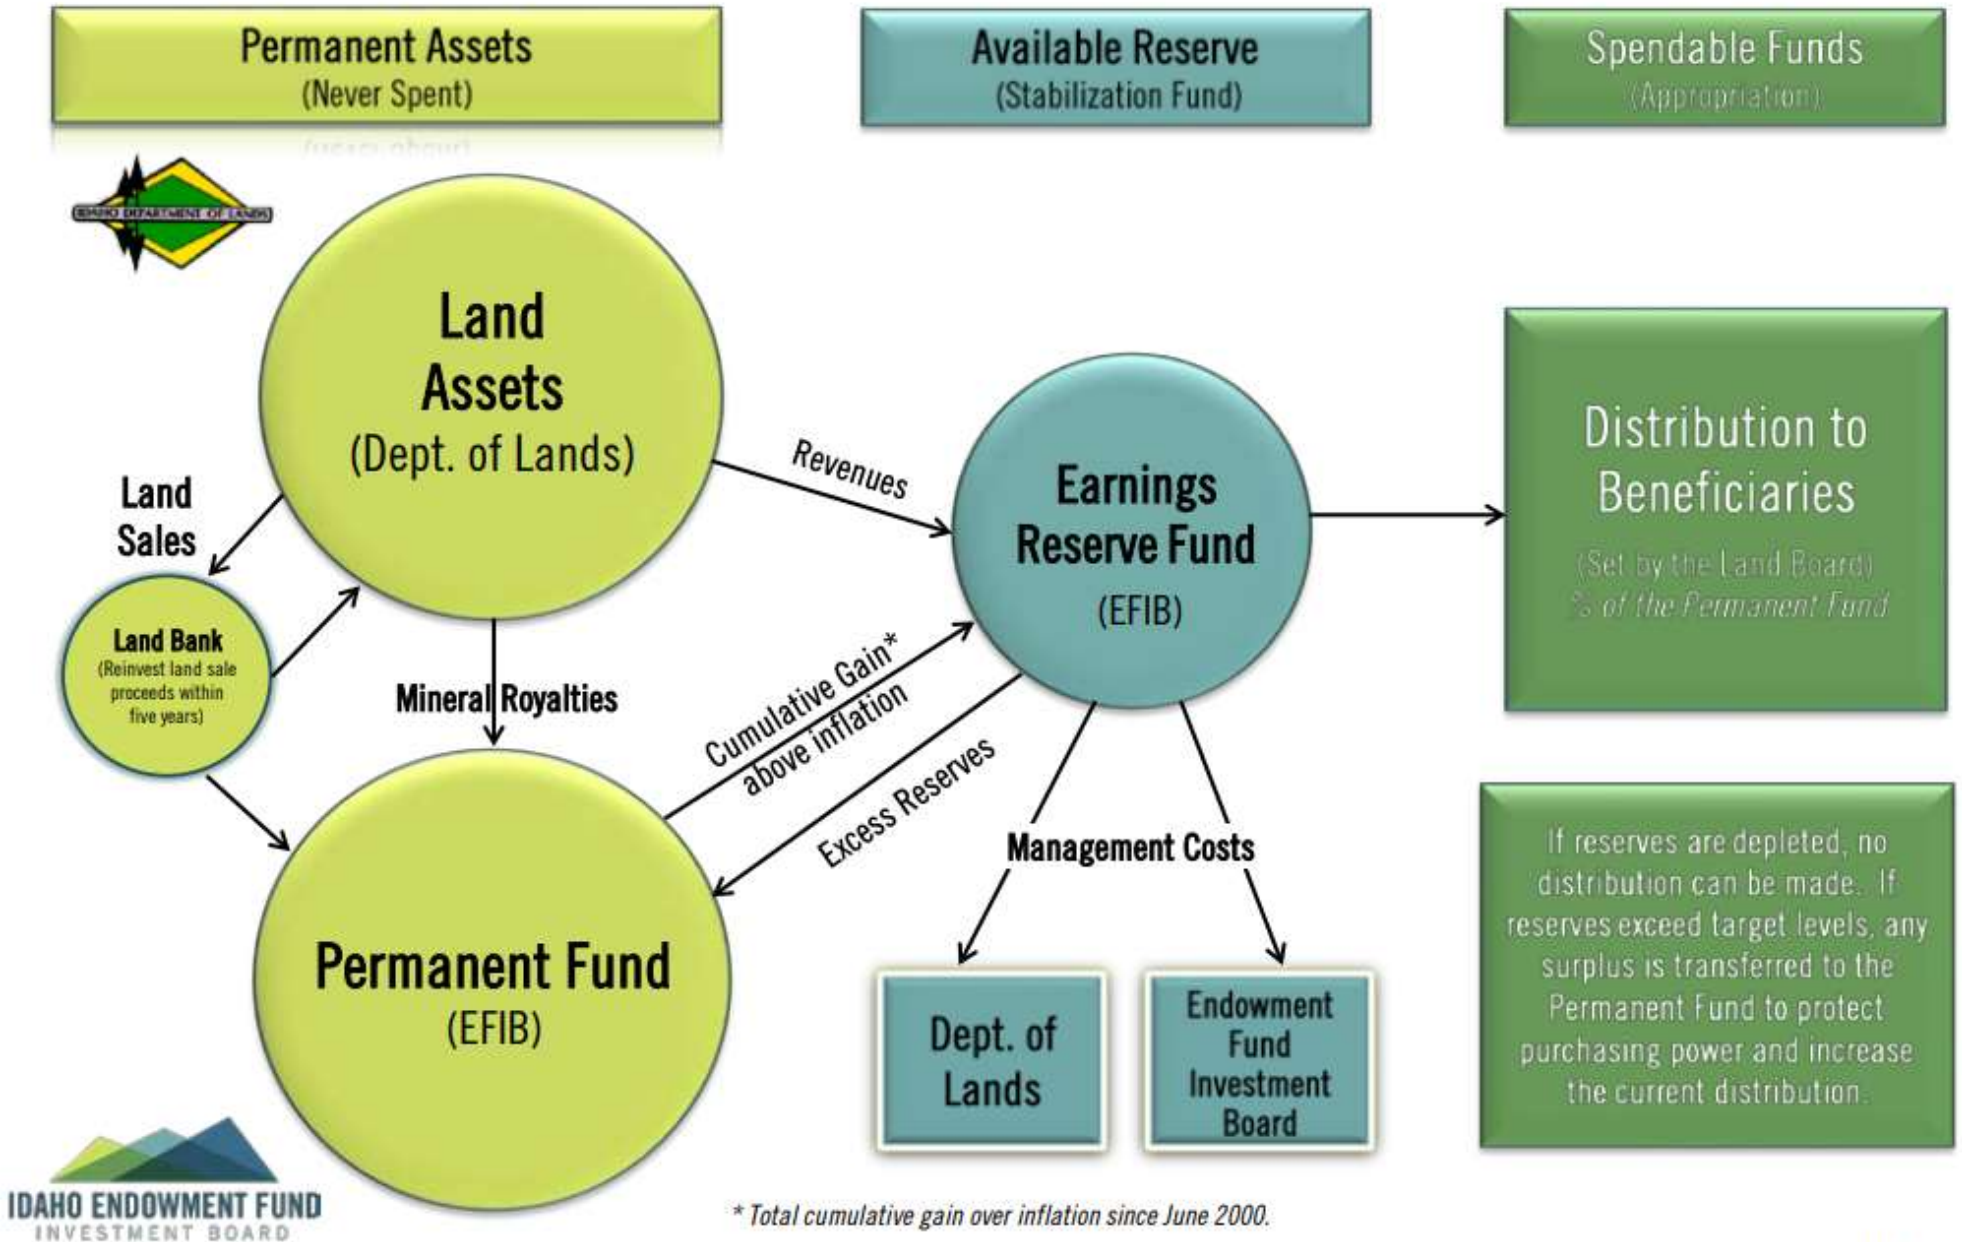 Permanent Assets
(Never Spent)
Available Reserve
(Stabilization Fund)
Spendable Funds
(Appropriation)
IDAHO DEPARTMENT OF LANDS
Land
Assets
(Dept. of Lands)
Land
Sales
Land Bank
(Reinvest land sale
proceeds within
five years)
Mineral Royalties
Revenues
Earnings
Reserve Fund
(EFIB)
Cumulative Gain*
above inflation
Excess Reserves
Permanent Fund
(EFIB)
Management Costs
Dept. of
Lands
Endowment
Fund
Investment
Board
Distribution to
Beneficiaries
(Set by the Land Board)
% of the Permanent Fund
If reserves are depleted, no
distribution can be made. If
reserves exceed target levels, any
surplus is transferred to the
Permanent Fund to protect
purchasing power and increase
the current distribution.
IDAHO ENDOWMENT FUND
INVESTMENT BOARD
* Total cumulative gain over inflation since June 2000.